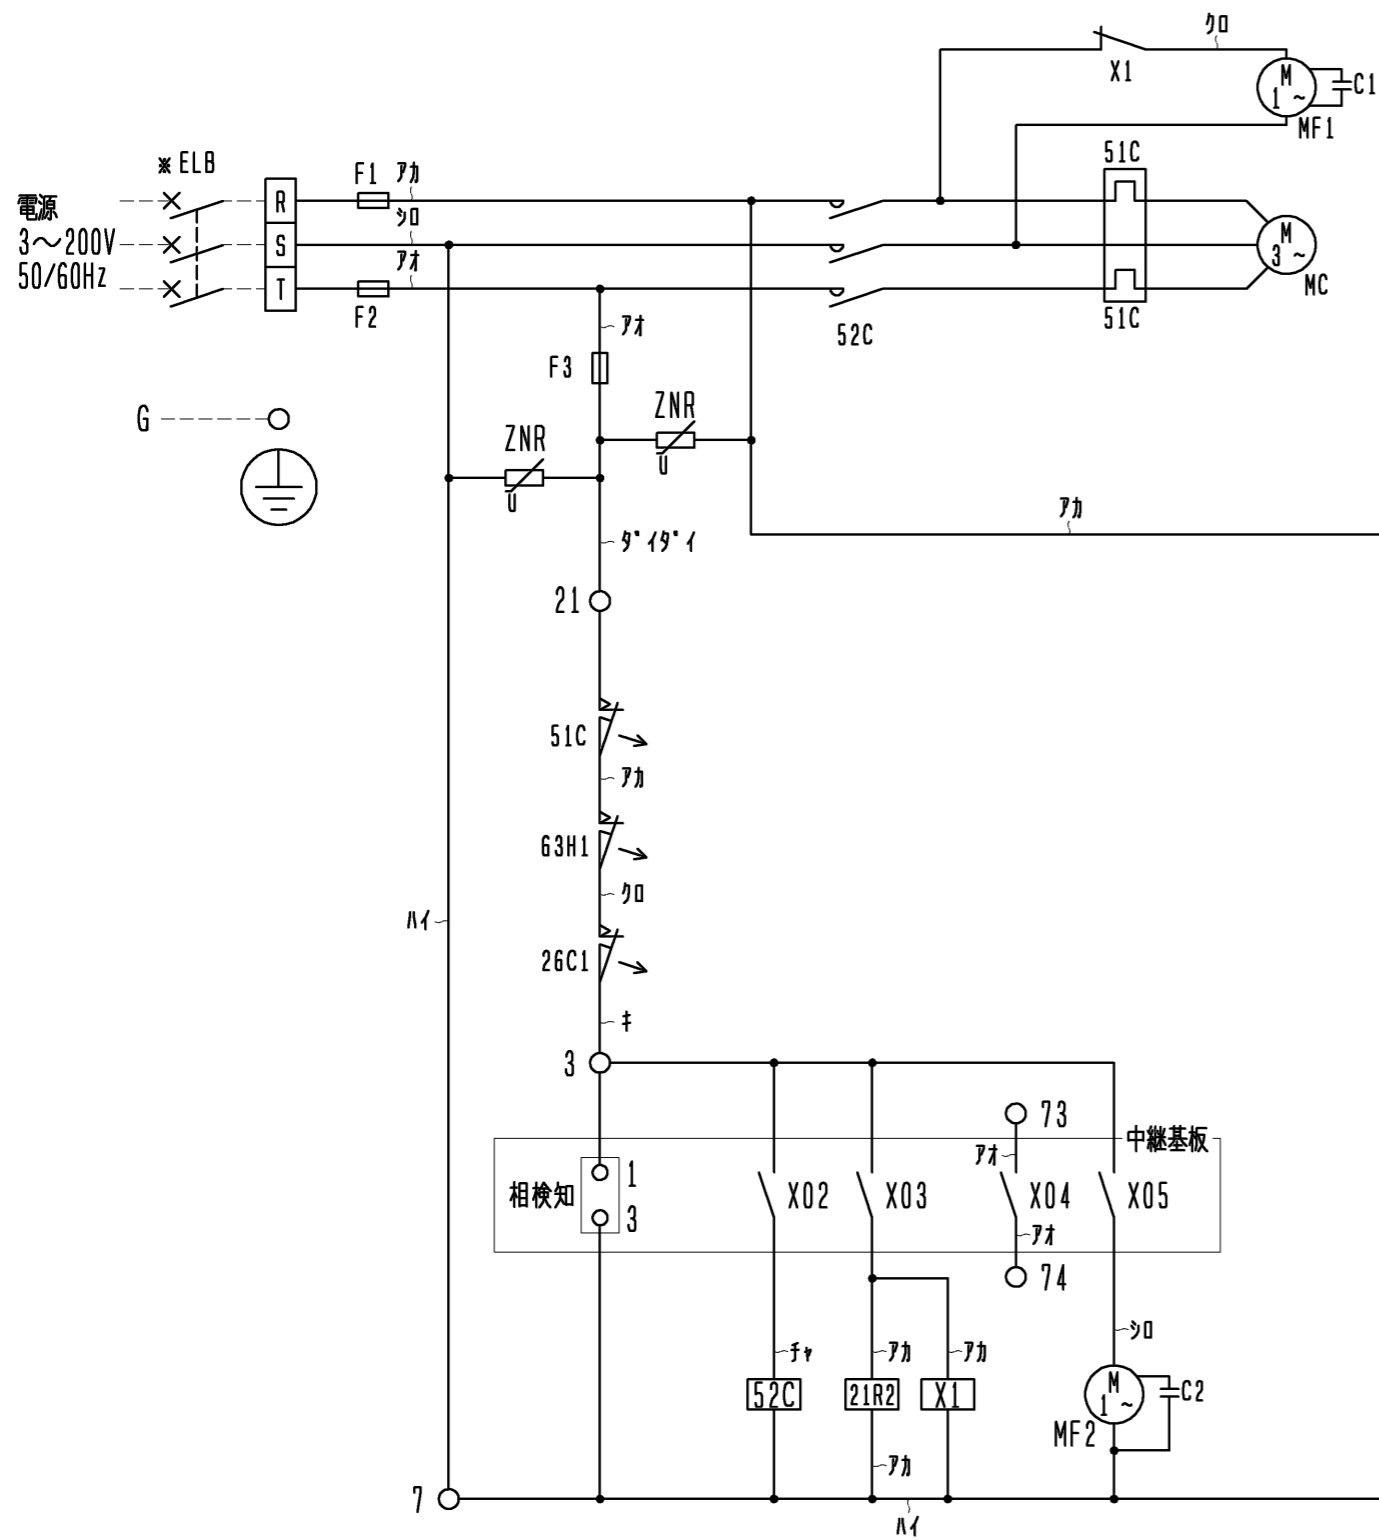 ｸﾛ
X1
M
1 ~
C1
MF1
※ELB
F1
ｱｶ
51C
電源
3～200V
50/60Hz
R
S
T
ｼﾛ
ｱｵ
F2
M
3 ~
MC
51C
52C
ｱｵ
F3
G
ZNR
U
ZNR
U
ｱｶ
ﾀﾞｲﾀﾞｲ
21
51C
ｱｶ
63H1
ｸﾛ
ﾊｲ
26C1
ｷ
3
73
中継基板
ｱｵ
相検知
1
3
X02
X03
X04
X05
ｱｵ
74
ｼﾛ
ﾁｬ
ｱｶ
ｱｶ
52C
21R2
X1
M
1 ~
C2
MF2
ｱｶ
7
ﾊｲ